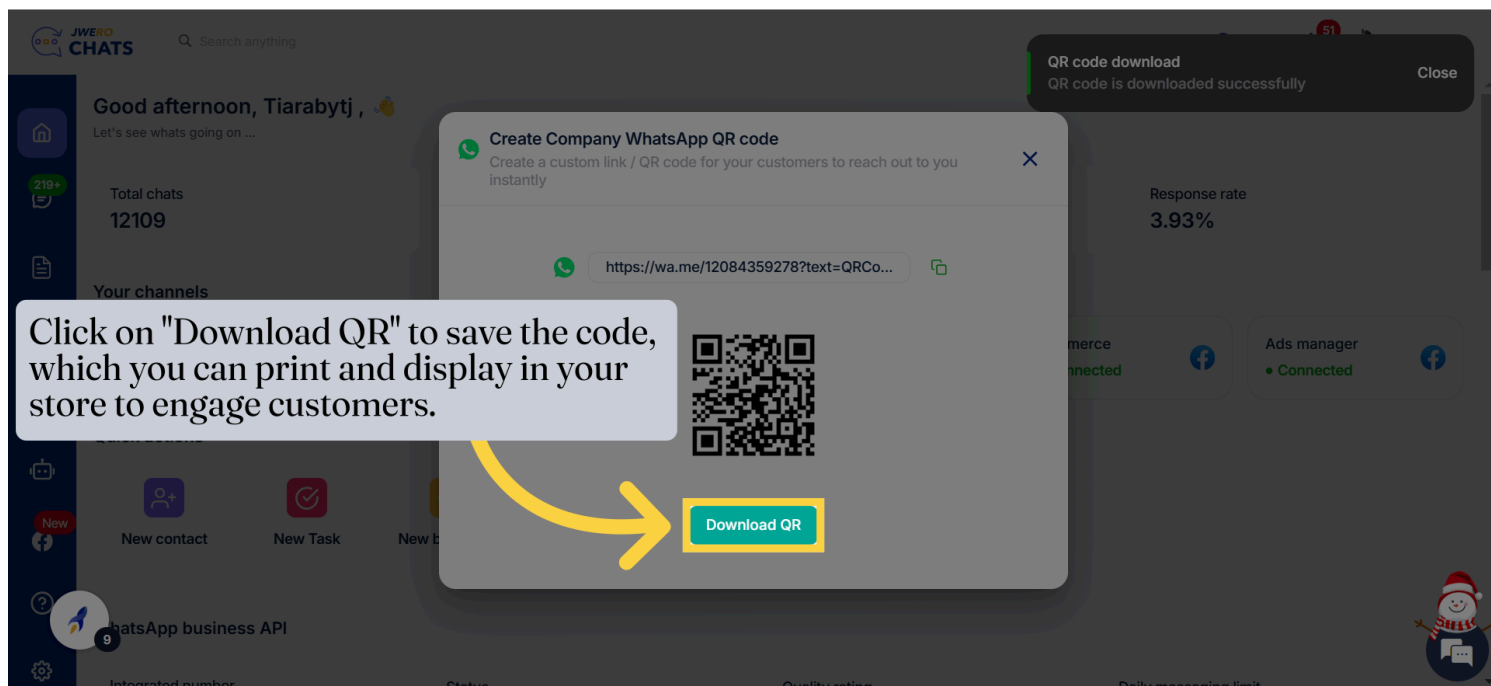 JWERO
CHATS
Search anything
51
QR code download
QR code is downloaded successfully
Close
Good afternoon, Tiarabytj , 👋
Let's see whats going on ...
Create Company WhatsApp QR code
Create a custom link / QR code for your customers to reach out to you
instantly
219+
Total chats
12109
Response rate
3.93%
https://wa.me/12084359278?text=QRCo...
Your channels
Click on "Download QR" to save the code,
which you can print and display in your
store to engage customers.
Ads manager
• Connected
Download QR
New
New contact
New Task
New
9
WhatsApp business API
Integrated number
Status
Quality rating
Daily messaging limit